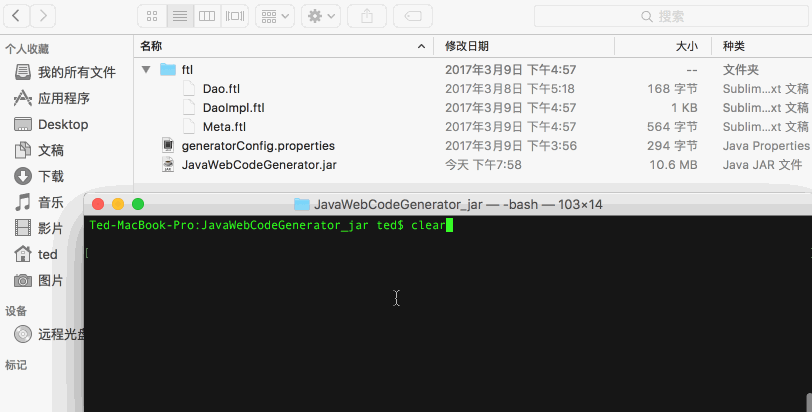 搜索
个人收藏
我的所有文件
应用程序
Desktop
文稿
下载
音乐
影片
ted
图片
设备
远程光盘
标记
名称 修改日期 大小 种类
ftl 2017年3月9日 下午4:57 -- 文件夹
Dao.ftl 2017年3月8日 下午5:18 168 字节 Sublim...xt 文稿
DaoImpl.ftl 2017年3月9日 下午4:57 1 KB Sublim...xt 文稿
Meta.ftl 2017年3月9日 下午4:57 564 字节 Sublim...xt 文稿
generatorConfig.properties 2017年3月9日 下午3:56 294 字节 Java Properties
JavaWebCodeGenerator.jar 今天 下午7:58 10.6 MB Java JAR 文件
JavaWebCodeGenerator_jar — -bash — 103×14
Ted-MacBook-Pro:JavaWebCodeGenerator_jar ted$ clear